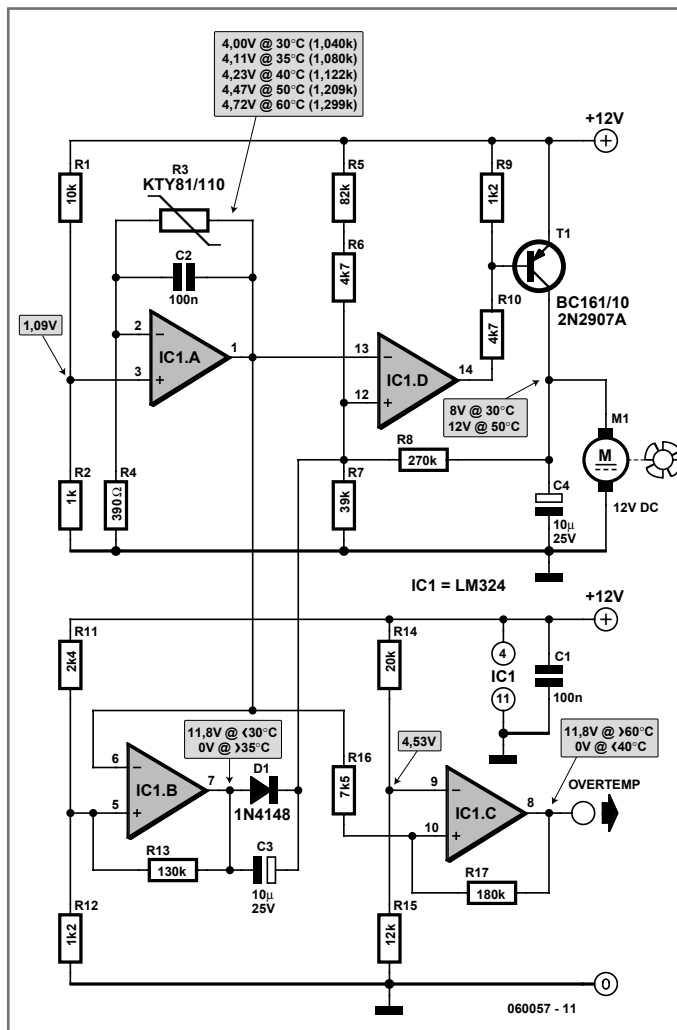 4,00V @ 30°C (1,040k)
4,11V @ 35°C (1,080k)
4,23V @ 40°C (1,122k)
4,47V @ 50°C (1,209k)
4,72V @ 60°C (1,299k)
+12V
R1
10k
R3
KTY81/110
R5
82k
R9
1k2
C2
100n
R6
4k7
T1
BC161/10
2N2907A
R10
4k7
1,09V
2
3
1
IC1.A
13
12
14
IC1.D
8V @ 30°C
12V @ 50°C
M1
M
12V DC
R8
270k
R2
1k
R4
390Ω
R7
39k
C4
10µ
25V
IC1 = LM324
+12V
R11
2k4
R14
20k
4
IC1
11
C1
100n
11,8V @ <30°C
0V @ >35°C
4,53V
11,8V @ >60°C
0V @ <40°C
R16
7k5
6
5
7
IC1.B
D1
1N4148
9
10
8
IC1.C
OVERTEMP
R13
130k
C3
10µ
25V
R17
180k
R12
1k2
R15
12k
0
060057 - 11